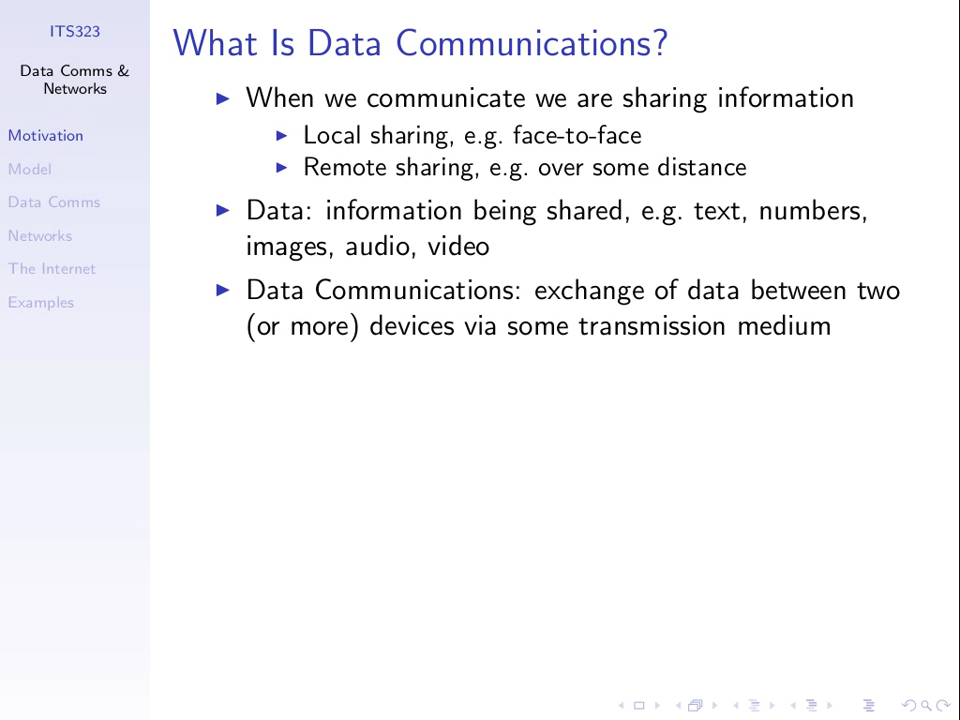 ITS323
Data Comms &
Networks
Motivation
Model
Data Comms
Networks
The Internet
Examples
What Is Data Communications?
When we communicate we are sharing information
Local sharing, e.g. face-to-face
Remote sharing, e.g. over some distance
Data: information being shared, e.g. text, numbers,
images, audio, video
Data Communications: exchange of data between two
(or more) devices via some transmission medium